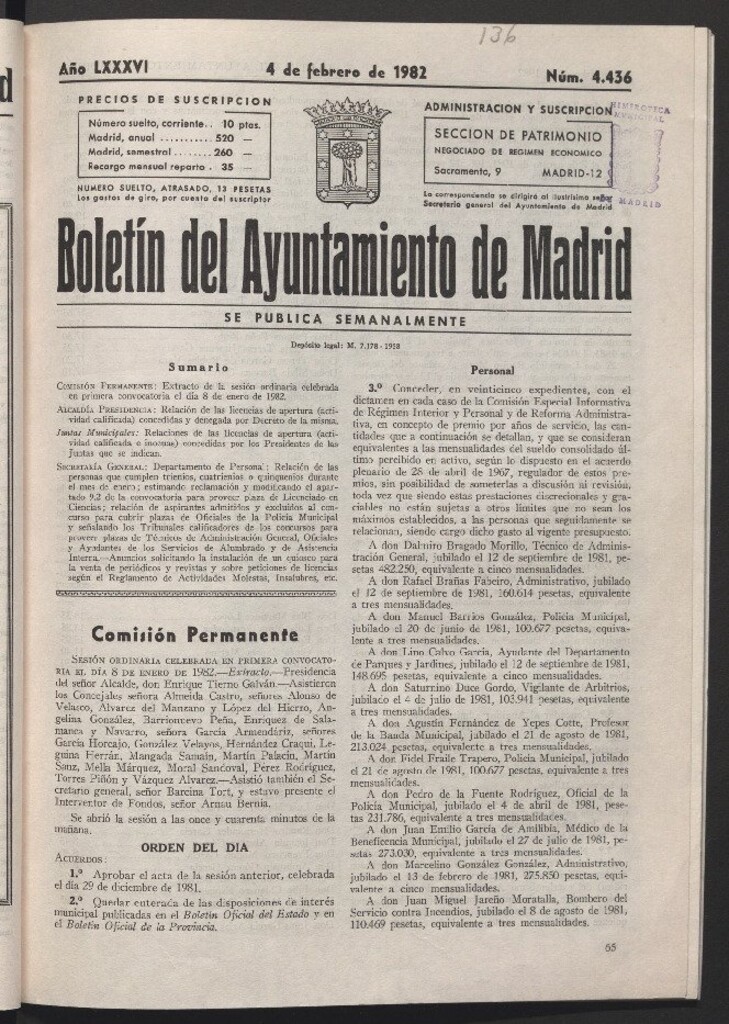 136
Año LXXXVI
4 de febrero de 1982
Núm. 4.436
PRECIOS DE SUSCRIPCION
Número suelto, corriente.. 10 ptas.
Madrid, anual ........... 520 —
Madrid, semestral ........ 260 —
Recargo mensual reparto . 35 —
NUMERO SUELTO, ATRASADO, 13 PESETAS
Los gastos de giro, por cuenta del suscriptor
ADMINISTRACION Y SUSCRIPCION
SECCION DE PATRIMONIO
NEGOCIADO DE REGIMEN ECONOMICO
Sacramento, 9 MADRID-12
La correspondencia se dirigirá al ilustrísimo señor
Secretario general del Ayuntamiento de Madrid
HEMEROTECA
MUNICIPAL
MADRID
Boletín del Ayuntamiento de Madrid
SE PUBLICA SEMANALMENTE
Depósito legal: M. 7.178 - 1958
Sumario
COMISIÓN PERMANENTE: Extracto de la sesión ordinaria celebrada
en primera convocatoria el día 8 de enero de 1982.
ALCALDÍA PRESIDENCIA: Relación de las licencias de apertura (acti-
vidad calificada) concedidas y denegada por Decreto de la misma.
Juntas Municipales: Relaciones de las licencias de apertura (acti-
vidad calificada e inocua) concedidas por los Presidentes de las
Juntas que se indican.
SECRETARÍA GENERAL: Departamento de Personal: Relación de las
personas que cumplen trienios, cuatrienios o quinquenios durante
el mes de enero; estimando reclamación y modificando el apar-
tado 9,2 de la convocatoria para proveer plaza de Licenciado en
Ciencias; relación de aspirantes admitidos y excluidos al con-
curso para cubrir plazas de Oficiales de la Policía Municipal
y señalando los Tribunales calificadores de los concursos para
proveer plazas de Técnicos de Administración General, Oficiales
y Ayudantes de los Servicios de Alumbrado y de Asistencia
Interna.—Anuncios solicitando la instalación de un quiosco para
la venta de periódicos y revistas y sobre peticiones de licencias
según el Reglamento de Actividades Molestas, Insalubres, etc.
Comisión Permanente
SESIÓN ORDINARIA CELEBRADA EN PRIMERA CONVOCATO-
RIA EL DÍA 8 DE ENERO DE 1982.—Extracto.—Presidencia
del señor Alcalde, don Enrique Tierno Galván.—Asistieron
los Concejales señora Almeida Castro, señores Alonso de
Velasco, Alvarez del Manzano y López del Hierro, An-
gelina González, Barrionuevo Peña, Enríquez de Sala-
manca y Navarro, señora García Armendáriz, señores
García Horcajo, González Velayos, Hernández Craqui, Le-
guina Herrán, Mangada Samain, Martín Palacín, Martín
Sanz, Mella Márquez, Moral Sandoval, Pérez Rodríguez,
Torres Piñón y Vázquez Alvarez.—Asistió también el Se-
cretario general, señor Barcina Tort, y estuvo presente el
Interventor de Fondos, señor Arnau Bernia.
Se abrió la sesión a las once y cuarenta minutos de la
mañana.
ORDEN DEL DIA
ACUERDOS:
1.º Aprobar el acta de la sesión anterior, celebrada
el día 29 de diciembre de 1981.
2.º Quedar enterada de las disposiciones de interés
municipal publicadas en el Boletín Oficial del Estado y en
el Boletín Oficial de la Provincia.
Personal
3.º Conceder, en veinticinco expedientes, con el
dictamen en cada caso de la Comisión Especial Informativa
de Régimen Interior y Personal y de Reforma Administra-
tiva, en concepto de premio por años de servicio, las can-
tidades que a continuación se detallan, y que se consideran
equivalentes a las mensualidades del sueldo consolidado úl-
timo percibido en activo, según lo dispuesto en el acuerdo
plenario de 28 de abril de 1967, regulador de estos pre-
mios, sin posibilidad de someterlas a discusión ni revisión,
toda vez que siendo estas prestaciones discrecionales y gra-
ciables no están sujetas a otros límites que no sean los
máximos establecidos, a las personas que seguidamente se
relacionan, siendo cargo dicho gasto al vigente presupuesto.
A don Dalmiro Bragado Morillo, Técnico de Adminis-
tración General, jubilado el 12 de septiembre de 1981, pe-
setas 482.250, equivalente a cinco mensualidades.
A don Rafael Brañas Fabeiro, Administrativo, jubilado
el 12 de septiembre de 1981, 160.614 pesetas, equivalente
a tres mensualidades.
A don Manuel Barrios González, Policía Municipal,
jubilado el 20 de junio de 1981, 100.677 pesetas, equiva-
lente a tres mensualidades.
A don Lino Calvo García, Ayudante del Departamento
de Parques y Jardines, jubilado el 12 de septiembre de 1981,
148.695 pesetas, equivalente a cinco mensualidades.
A don Saturnino Duce Gordo, Vigilante de Arbitrios,
jubilado el 4 de julio de 1981, 103.941 pesetas, equivalente
a tres mensualidades.
A don Agustín Fernández de Yepes Cotte, Profesor
de la Banda Municipal, jubilado el 21 de agosto de 1981,
213.024 pesetas, equivalente a tres mensualidades.
A don Fidel Fraile Trapero, Policía Municipal, jubilado
el 21 de agosto de 1981, 100.677 pesetas, equivalente a tres
mensualidades.
A don Pedro de la Fuente Rodríguez, Oficial de la
Policía Municipal, jubilado el 4 de abril de 1981, pese-
tas 231.786, equivalente a tres mensualidades.
A don Juan Emilio García de Amilibia, Médico de la
Beneficencia Municipal, jubilado el 27 de julio de 1981, pe-
setas 273.030, equivalente a tres mensualidades.
A don Marcelino González González, Administrativo,
jubilado el 13 de febrero de 1981, 275.850 pesetas, equi-
valente a cinco mensualidades.
A don Juan Miguel Jareño Moratalla, Bombero del
Servicio contra Incendios, jubilado el 8 de agosto de 1981,
110.469 pesetas, equivalente a tres mensualidades.
65